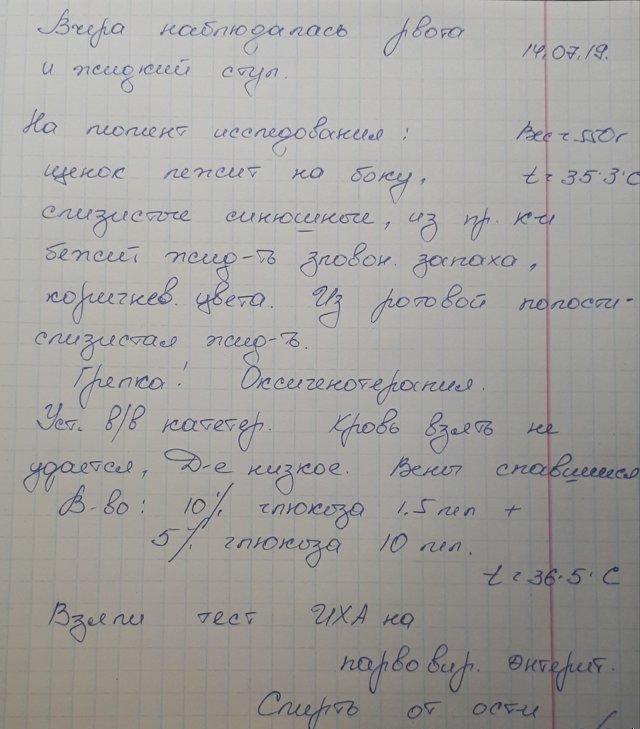 Вчера наблюдалась рвота
14.07.19.
и жидкий стул.
На момент исследования: Вес = 550 г
щенок лежит на боку, t = 35.3°C
слизистые синюшные, из пр. к-ки
бежит жид-ть зловон. запаха,
коричнев. цвета. Из ротовой полости-
слизистая жид-ть.
Грелка! Оксигенотерапия.
Уст. в/в катетер. Кровь взять не
удается, Д-е низкое. Вены спавшиеся
В-во: 10% глюкоза 1.5 мл +
5% глюкоза 10 мл.
t = 36.5°C
Взяли тест ИХА на
парвовир. энтерит.
Смерть от ости